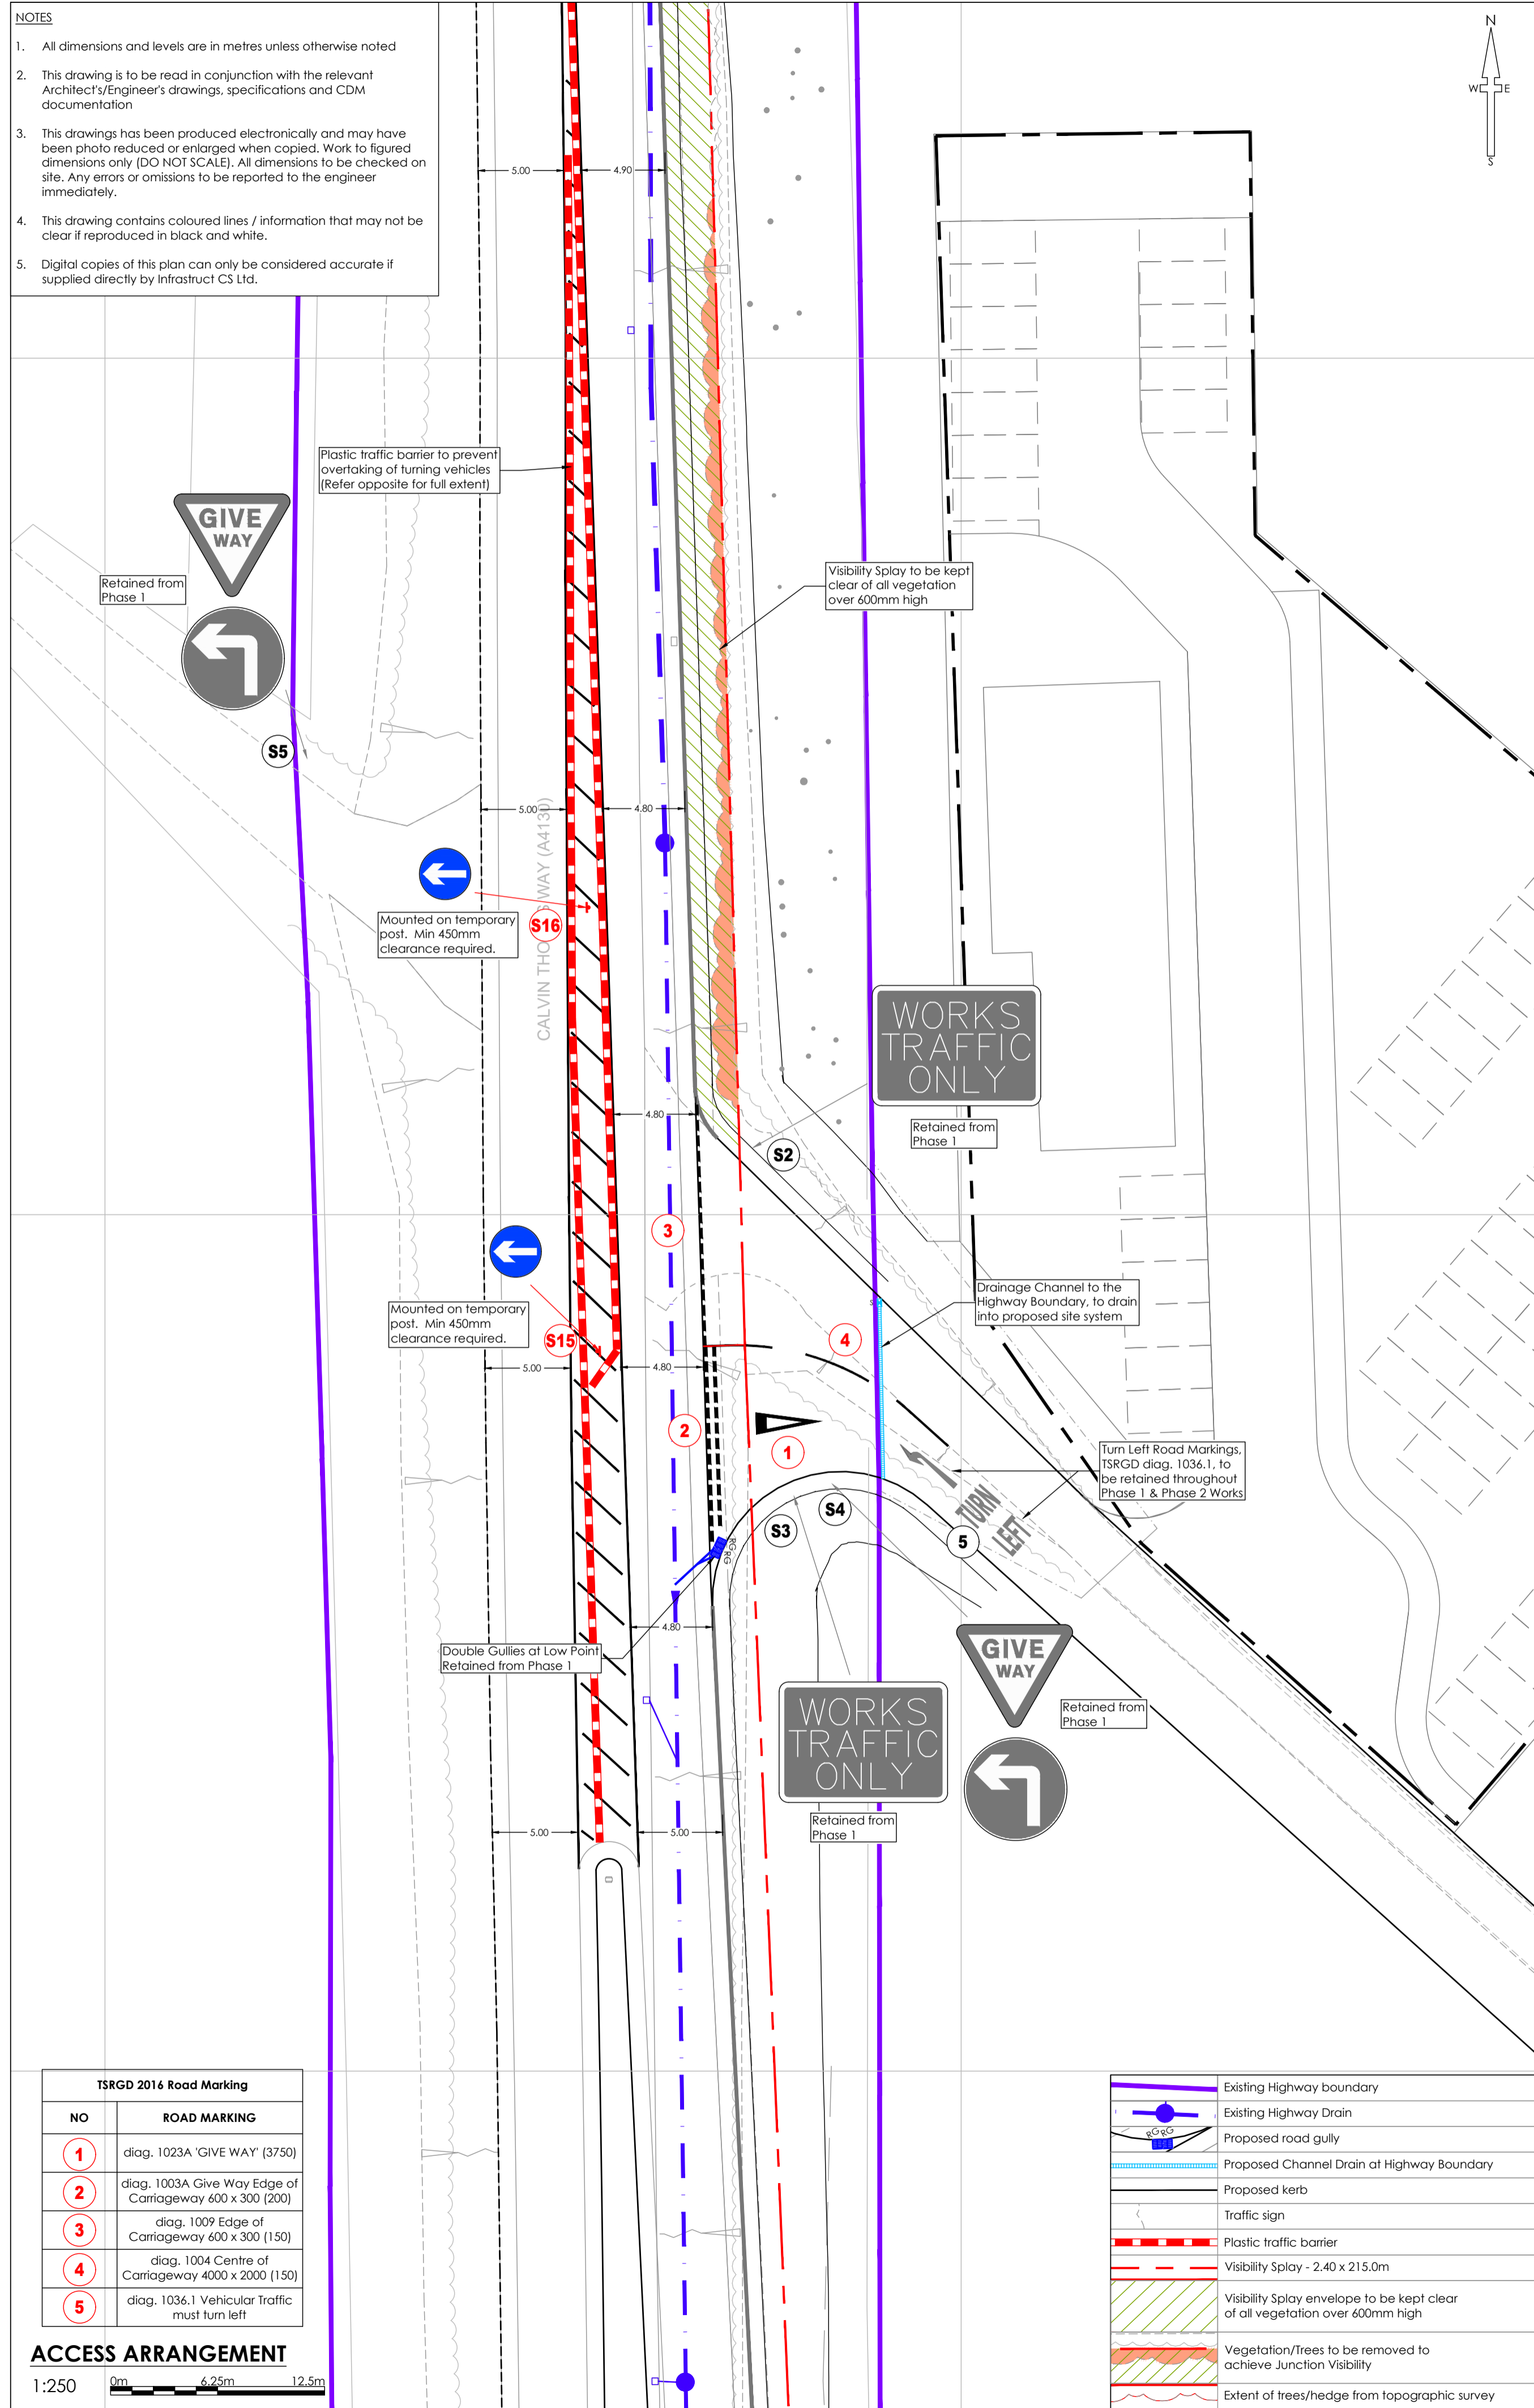 NOTES
1. All dimensions and levels are in metres unless otherwise noted
2. This drawing is to be read in conjunction with the relevant
Architect's/Engineer's drawings, specifications and CDM
documentation
3. This drawings has been produced electronically and may have
been photo reduced or enlarged when copied. Work to figured
dimensions only (DO NOT SCALE). All dimensions to be checked on
site. Any errors or omissions to be reported to the engineer
immediately.
4. This drawing contains coloured lines / information that may not be
clear if reproduced in black and white.
5. Digital copies of this plan can only be considered accurate if
supplied directly by Infrastruct CS Ltd.
N
W E
S
5.00
4.90
Plastic traffic barrier to prevent
overtaking of turning vehicles
(Refer opposite for full extent)
GIVE
WAY
Retained from
Phase 1
S5
Visibility Splay to be kept
clear of all vegetation
over 600mm high
5.00
4.80
Mounted on temporary
post. Min 450mm
clearance required.
S16
WORKS
TRAFFIC
ONLY
Retained from
Phase 1
4.80
S2
3
Drainage Channel to the
Highway Boundary, to drain
into proposed site system
Mounted on temporary
post. Min 450mm
clearance required.
S15
4
5.00
4.80
2
1
Turn Left Road Markings,
TSRGD diag. 1036.1, to
be retained throughout
Phase 1 & Phase 2 Works
TURN
LEFT
S4
S3
5
RGRG
4.80
Double Gullies at Low Point
Retained from Phase 1
GIVE
WAY
Retained from
Phase 1
WORKS
TRAFFIC
ONLY
Retained from
Phase 1
5.00
5.00
TSRGD 2016 Road Marking
NO ROAD MARKING
1 diag. 1023A 'GIVE WAY' (3750)
2 diag. 1003A Give Way Edge of
Carriageway 600 x 300 (200)
3 diag. 1009 Edge of
Carriageway 600 x 300 (150)
4 diag. 1004 Centre of
Carriageway 4000 x 2000 (150)
5 diag. 1036.1 Vehicular Traffic
must turn left
ACCESS ARRANGEMENT
1:250
0m 6.25m 12.5m
Existing Highway boundary
Existing Highway Drain
RGRG
Proposed road gully
Proposed Channel Drain at Highway Boundary
Proposed kerb
Traffic sign
Plastic traffic barrier
Visibility Splay - 2.40 x 215.0m
Visibility Splay envelope to be kept clear
of all vegetation over 600mm high
Vegetation/Trees to be removed to
achieve Junction Visibility
Extent of trees/hedge from topographic survey